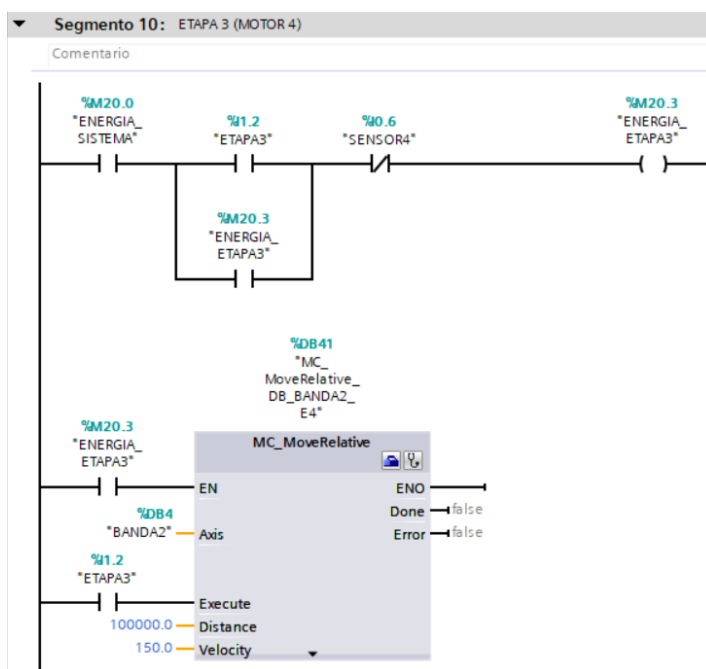 Segmento 10: ETAPA 3 (MOTOR 4)
Comentario
%M20.0
"ENERGIA_
SISTEMA"
%I1.2
"ETAPA3"
%I0.6
"SENSOR4"
%M20.3
"ENERGIA_
ETAPA3"
%M20.3
"ENERGIA_
ETAPA3"
%DB41
"MC_
MoveRelative_
DB_BANDA2_
E4"
%M20.3
"ENERGIA_
ETAPA3"
MC_MoveRelative
EN
ENO
Done
false
%DB4
"BANDA2"
Axis
Error
false
%I1.2
"ETAPA3"
Execute
100000.0
Distance
150.0
Velocity